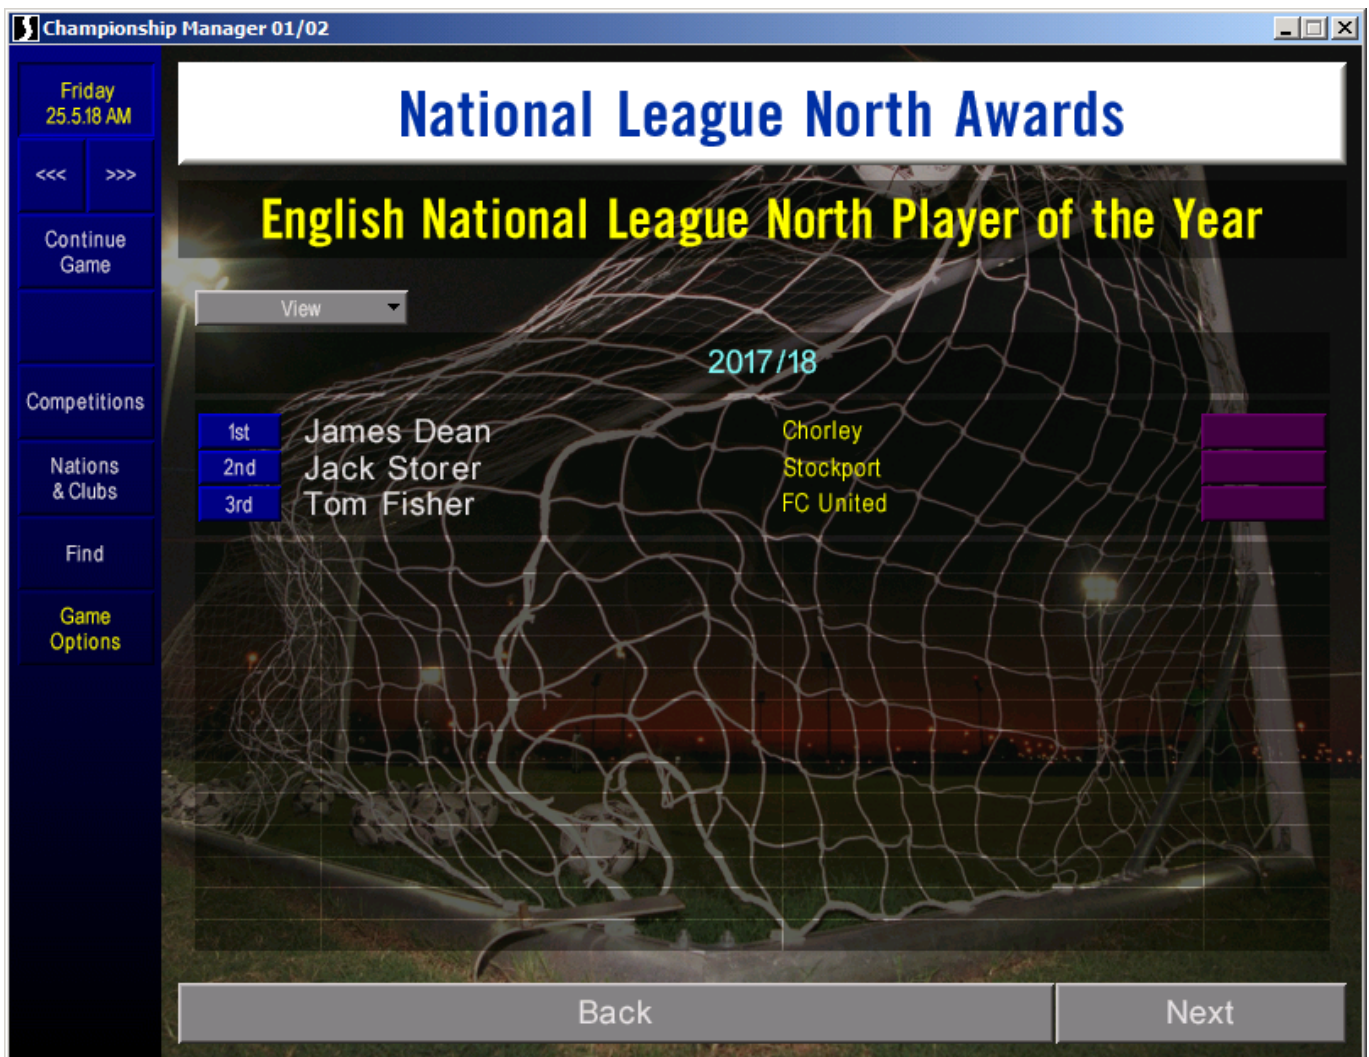 Championship Manager 01/02
Friday
25.5.18 AM
<<< >>>
Continue
Game
Competitions
Nations
& Clubs
Find
Game
Options
National League North Awards
English National League North Player of the Year
View
2017/18
1st James Dean Chorley
2nd Jack Storer Stockport
3rd Tom Fisher FC United
Back Next